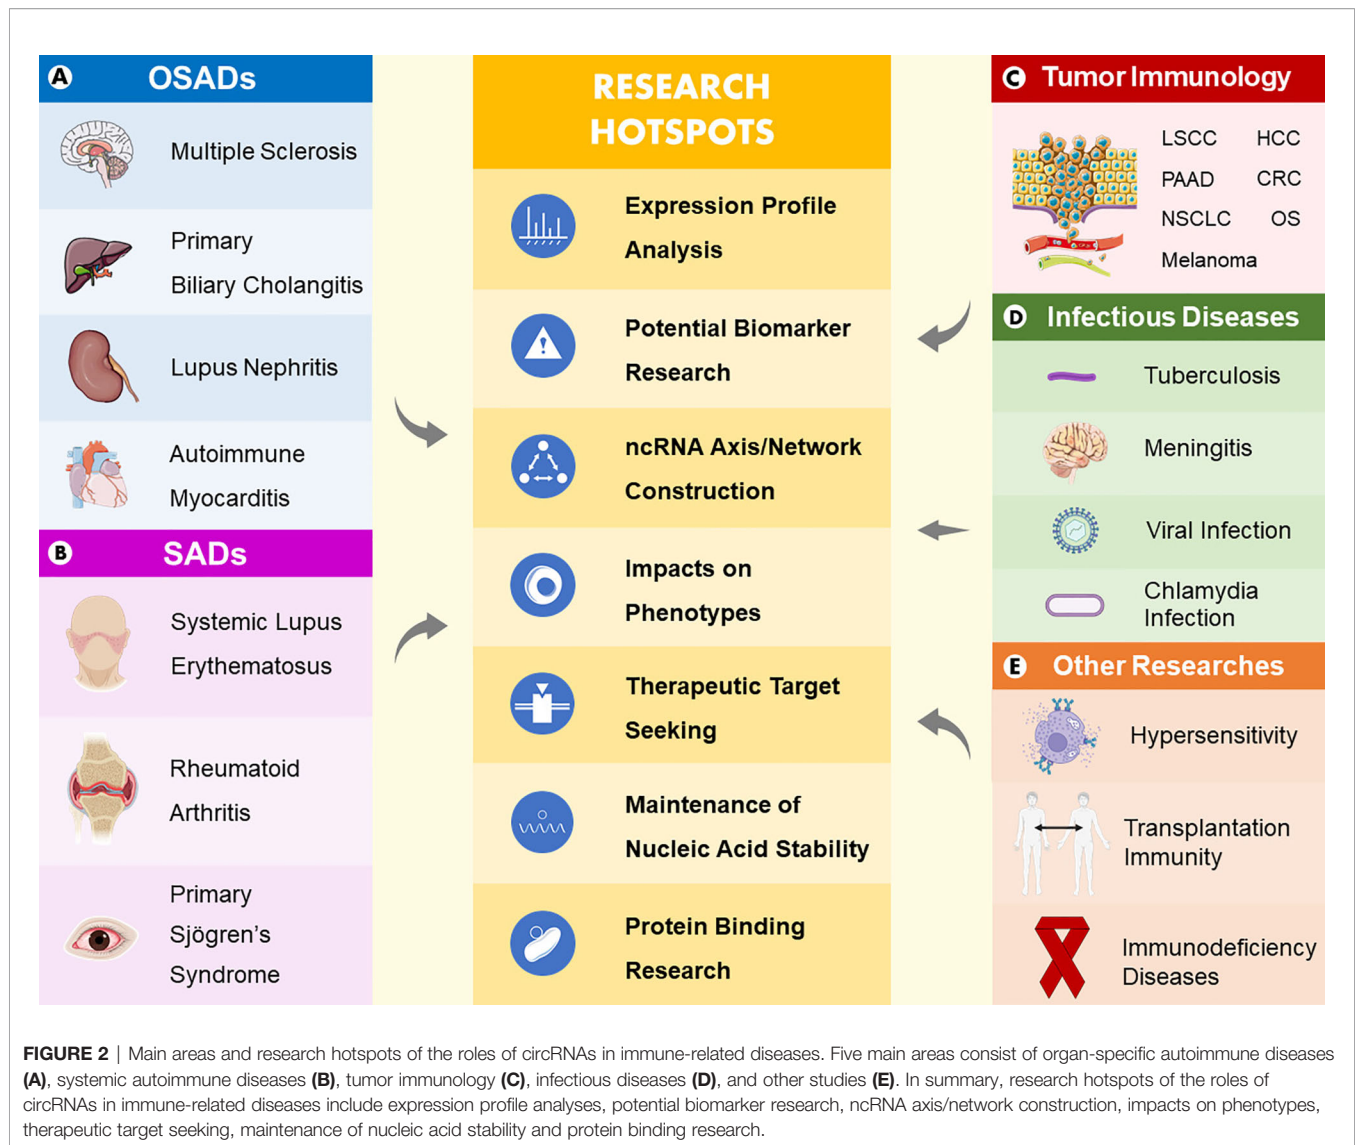 A
OSADs
Multiple Sclerosis
Primary
Biliary Cholangitis
Lupus Nephritis
Autoimmune
Myocarditis
B
SADs
Systemic Lupus
Erythematosus
Rheumatoid
Arthritis
Primary
Sjögren’s
Syndrome
RESEARCH
HOTSPOTS
Expression Profile
Analysis
Potential Biomarker
Research
ncRNA Axis/Network
Construction
Impacts on
Phenotypes
Therapeutic Target
Seeking
Maintenance of
Nucleic Acid Stability
Protein Binding
Research
C
Tumor Immunology
LSCC HCC
PAAD CRC
NSCLC OS
Melanoma
D
Infectious Diseases
Tuberculosis
Meningitis
Viral Infection
Chlamydia
Infection
E
Other Researches
Hypersensitivity
Transplantation
Immunity
Immunodeficiency
Diseases
FIGURE 2 | Main areas and research hotspots of the roles of circRNAs in immune-related diseases. Five main areas consist of organ-specific autoimmune diseases
(A), systemic autoimmune diseases (B), tumor immunology (C), infectious diseases (D), and other studies (E). In summary, research hotspots of the roles of
circRNAs in immune-related diseases include expression profile analyses, potential biomarker research, ncRNA axis/network construction, impacts on phenotypes,
therapeutic target seeking, maintenance of nucleic acid stability and protein binding research.